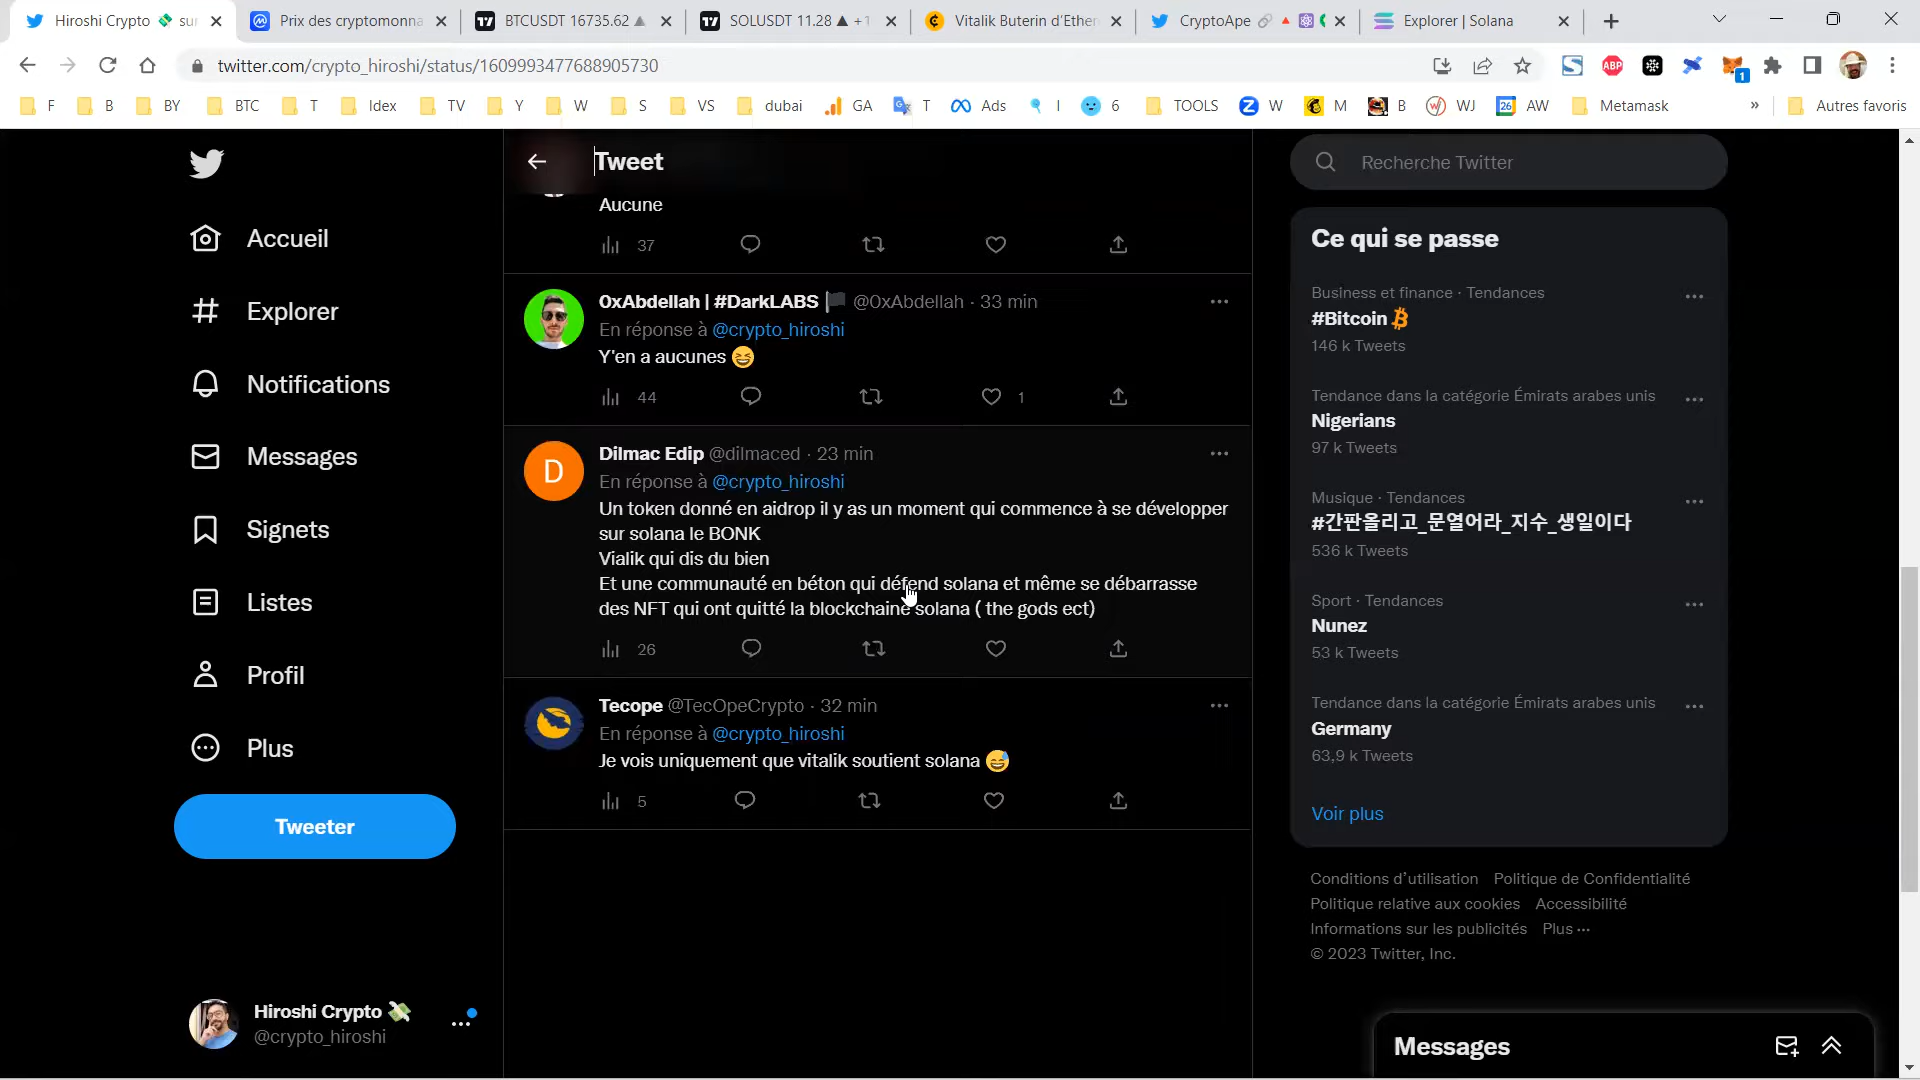 Hiroshi Crypto 💸 sur
Prix des cryptomonna
BTCUSDT 16735.62 ▲
SOLUSDT 11.28 ▲ +1
Vitalik Buterin d'Ether
CryptoApe
Explorer | Solana
twitter.com/crypto_hiroshi/status/1609993477688905730
ABP
1
F
B
BY
BTC
T
Idex
TV
Y
W
S
VS
dubai
GA
T
Ads
I
6
TOOLS
W
M
B
WJ
26
AW
Metamask
»
Autres favoris
Accueil
Explorer
Notifications
Messages
Signets
Listes
Profil
Plus
Tweeter
Hiroshi Crypto 💸
@crypto_hiroshi
Tweet
Aucune
37
0xAbdellah | #DarkLABS 🏴 @0xAbdellah · 33 min
En réponse à @crypto_hiroshi
Y'en a aucunes 😆
44
1
D
Dilmac Edip @dilmaced · 23 min
En réponse à @crypto_hiroshi
Un token donné en aidrop il y as un moment qui commence à se développer
sur solana le BONK
Vialik qui dis du bien
Et une communauté en béton qui défend solana et même se débarrasse
des NFT qui ont quitté la blockchaine solana ( the gods ect)
26
Tecope @TecOpeCrypto · 32 min
En réponse à @crypto_hiroshi
Je vois uniquement que vitalik soutient solana 😅
5
Recherche Twitter
Ce qui se passe
Business et finance · Tendances
#Bitcoin
146 k Tweets
Tendance dans la catégorie Émirats arabes unis
Nigerians
97 k Tweets
Musique · Tendances
#간판올리고_문열어라_지수_생일이다
536 k Tweets
Sport · Tendances
Nunez
53 k Tweets
Tendance dans la catégorie Émirats arabes unis
Germany
63,9 k Tweets
Voir plus
Conditions d'utilisation Politique de Confidentialité
Politique relative aux cookies Accessibilité
Informations sur les publicités Plus ···
© 2023 Twitter, Inc.
Messages